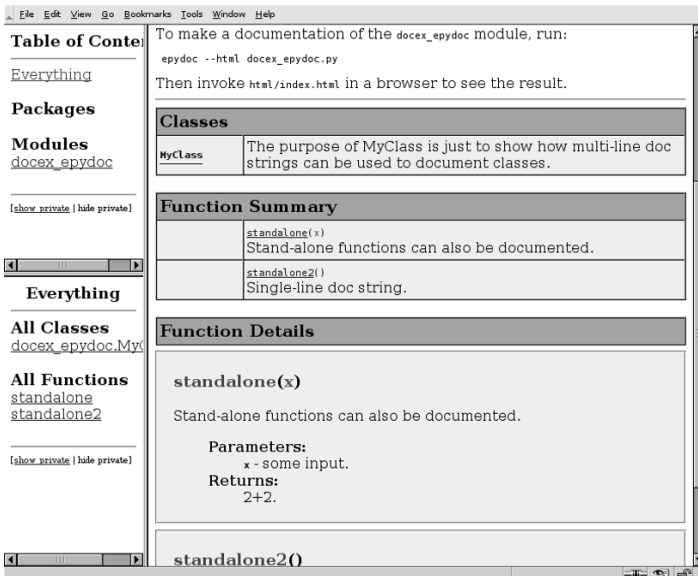 File Edit View Go Bookmarks Tools Window Help
Table of Conte
Everything
Packages
Modules
docex_epydoc
[show private | hide private]
Everything
All Classes
docex_epydoc.My
All Functions
standalone
standalone2
[show private | hide private]
To make a documentation of the docex_epydoc module, run:
epydoc --html docex_epydoc.py
Then invoke html/index.html in a browser to see the result.
Classes
MyClass
The purpose of MyClass is just to show how multi-line doc
strings can be used to document classes.
Function Summary
standalone(x)
Stand-alone functions can also be documented.
standalone2()
Single-line doc string.
Function Details
standalone(x)
Stand-alone functions can also be documented.
Parameters:
x - some input.
Returns:
2+2.
standalone2()